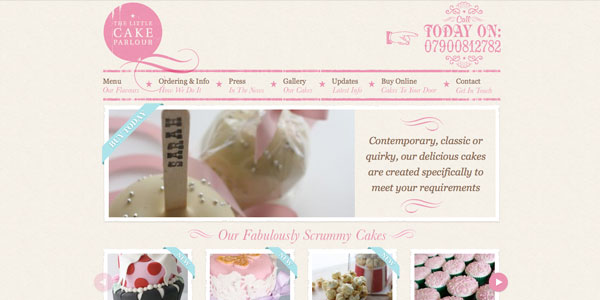 THE LITTLE
CAKE
PARLOUR
Call
TODAY ON:
07900812782
Menu
Our Flavours
Ordering & Info
How We Do It
Press
In The News
Gallery
Our Cakes
Updates
Latest Info
Buy Online
Cakes To Your Door
Contact
Get In Touch
BUY TODAY
SARAH
Contemporary, classic or
quirky, our delicious cakes
are created specifically to
meet your requirements
Our Fabulously Scrummy Cakes